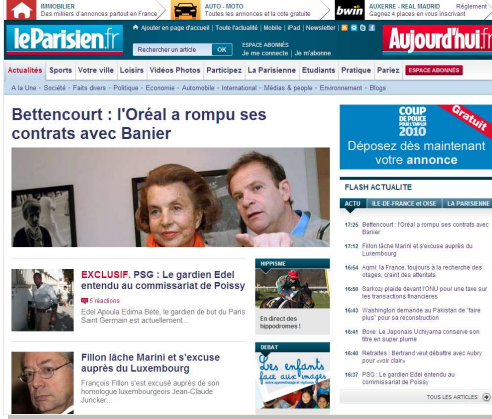 IMMOBILIER
Des milliers d'annonces partout en France
AUTO - MOTO
Toutes les annonces et la cote gratuite
bwin
AUXERRE - REAL MADRID
Règlement
Gagnez 4 places en vous inscrivant
leParisien.fr
Ajouter en page d'accueil | Toute l'actualité | Mobile | iPad | Newsletter |
Rechercher un article
OK
ESPACE ABONNÉS
Je me connecte | Je m'abonne
Aujourd'hui.fr
Actualités Sports Votre ville Loisirs Vidéos Photos Participez La Parisienne Etudiants Pratique Pariez ESPACE ABONNÉS
A la Une - Société - Faits divers - Politique - Economie - Automobile - International - Médias & people - Environnement - Blogs
Bettencourt : l'Oréal a rompu ses
contrats avec Banier
COUP
DE POUCE
POUR L'EMPLOI
2010
Gratuit
Déposez dès maintenant
votre annonce
FLASH ACTUALITE
ACTU ILE-DE-FRANCE et OISE LA PARISIENNE
17:25 Bettencourt : l'Oréal a rompu ses contrats avec
Banier
17:12 Fillon lâche Marini et s'excuse auprès du
Luxembourg
16:54 Aqmi: la France, toujours à la recherche des
otages, craint des attentats
16:50 Sarkozy plaide devant l'ONU pour une taxe sur
les transactions financières
16:43 Washington demande au Pakistan de "faire
plus" pour sa reconstruction
16:41 Boxe: Le Japonais Uchiyama conserve son
titre en super plume
16:40 Retraites : Bertrand veut débattre avec Aubry
pour «voir clair»
16:37 PSG : Le gardien Edel entendu au
commissariat de Poissy
TOUS LES ARTICLES
EXCLUSIF. PSG : Le gardien Edel
entendu au commissariat de Poissy
5 réactions
Edel Apoula Edima Bete, le gardien de but du Paris
Saint Germain est actuellement...
HIPPISME
En direct des
hippodromes !
Fillon lâche Marini et s'excuse
auprès du Luxembourg
François Fillon s'est excusé auprès de son
homologue luxembourgeois Jean-Claude
Juncker...
DEBAT
Les enfants
face aux images